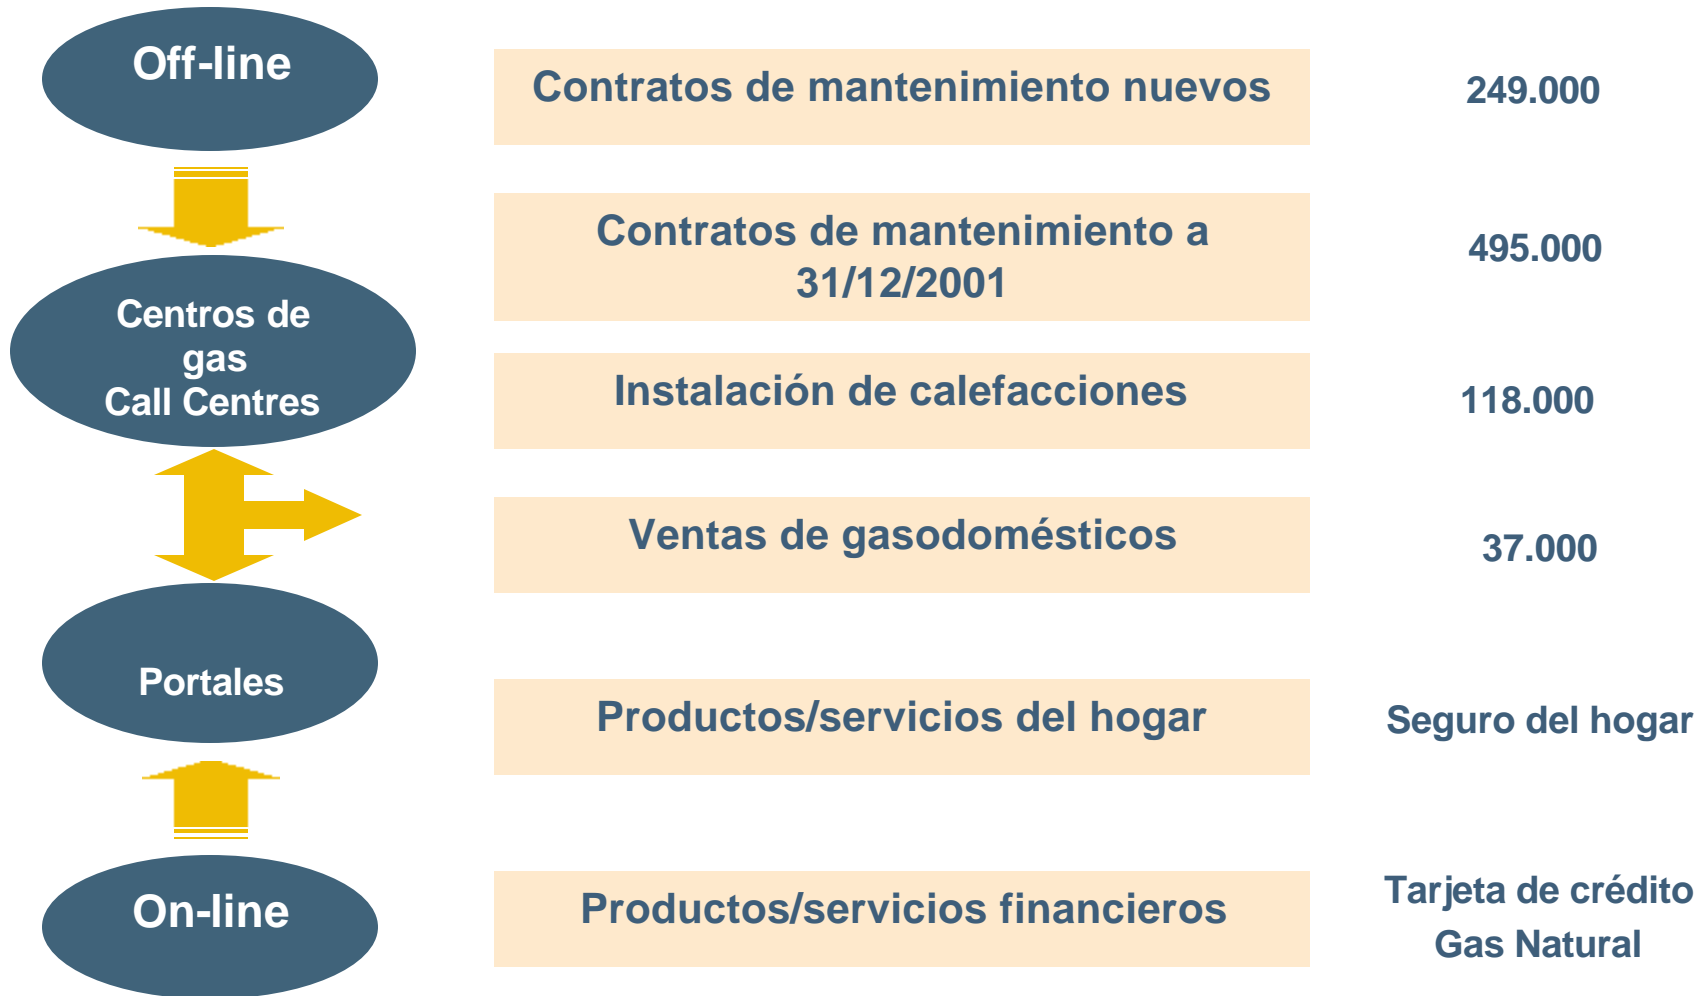 Off-line
Contratos de mantenimiento nuevos
249.000
Contratos de mantenimiento a
31/12/2001
495.000
Centros de
gas
Call Centres
Instalación de calefacciones
118.000
Ventas de gasodomésticos
37.000
Portales
Productos/servicios del hogar
Seguro del hogar
On-line
Productos/servicios financieros
Tarjeta de crédito
Gas Natural